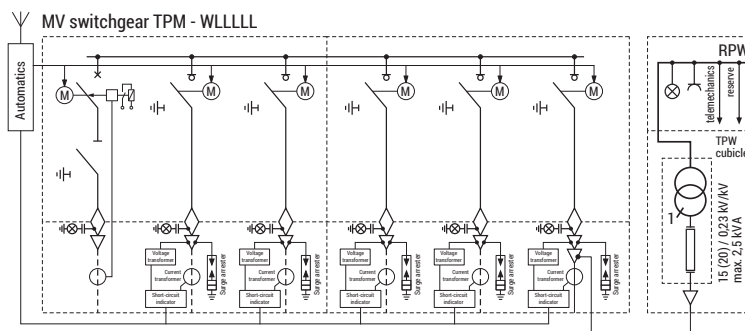 MV switchgear TPM - WLLLLL
Automatics
M
M
M
M
M
M
Voltage
transformer
Current
transformer
Short-circuit
indicator
Surge arrester
Voltage
transformer
Current
transformer
Short-circuit
indicator
Surge arrester
Voltage
transformer
Current
transformer
Short-circuit
indicator
Surge arrester
Voltage
transformer
Current
transformer
Short-circuit
indicator
Surge arrester
Voltage
transformer
Current
transformer
Short-circuit
indicator
Surge arrester
RPW
telemechanics
reserve
TPW
cubicle
1
15 (20) / 0,23 kV/kV
max. 2,5 kVA